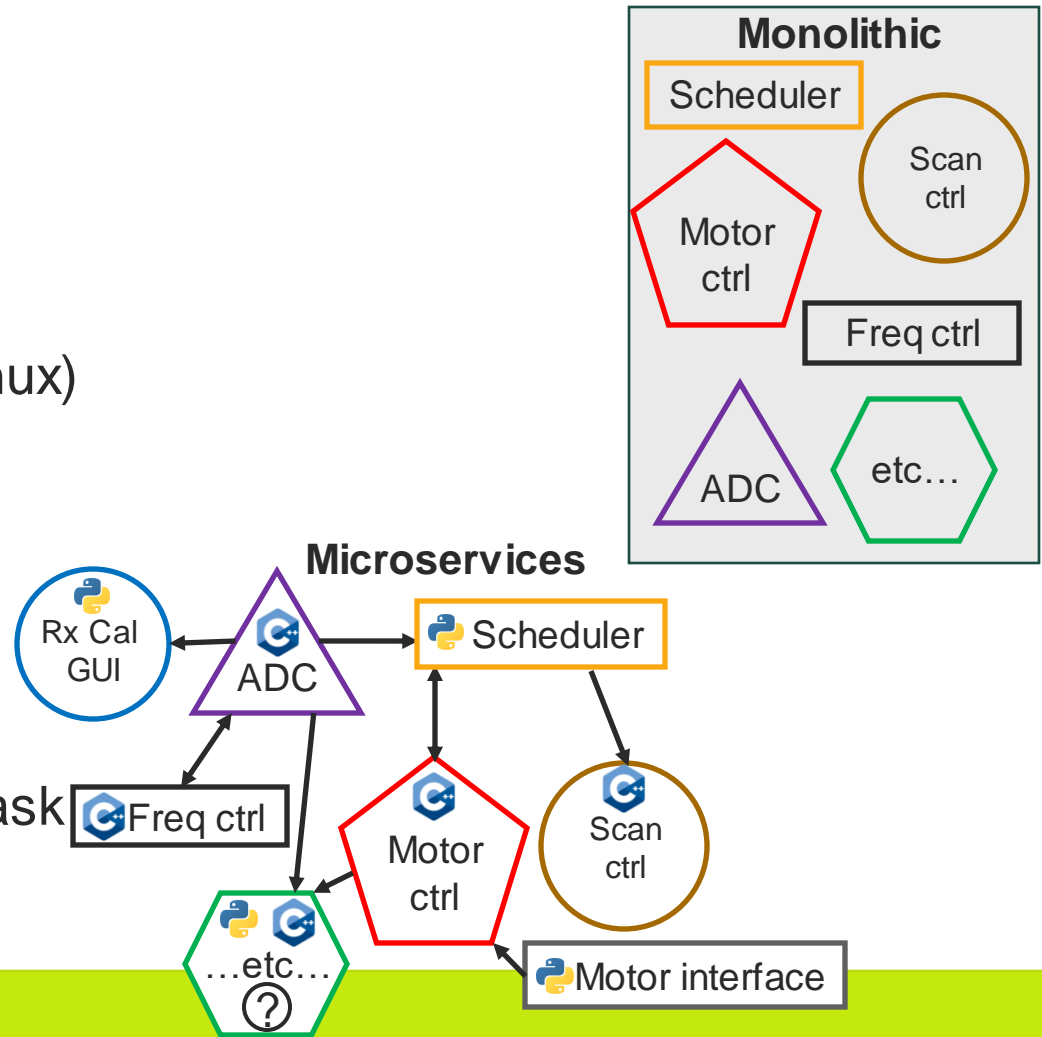 Monolithic
Scheduler
Scan
ctrl
Motor
ctrl
Freq ctrl
nux)
ADC
etc…
Microservices
Rx Cal
GUI
C++
ADC
Scheduler
ask
C++
Freq ctrl
C++
Motor
ctrl
C++
Scan
ctrl
C++
…etc…
?
Motor interface